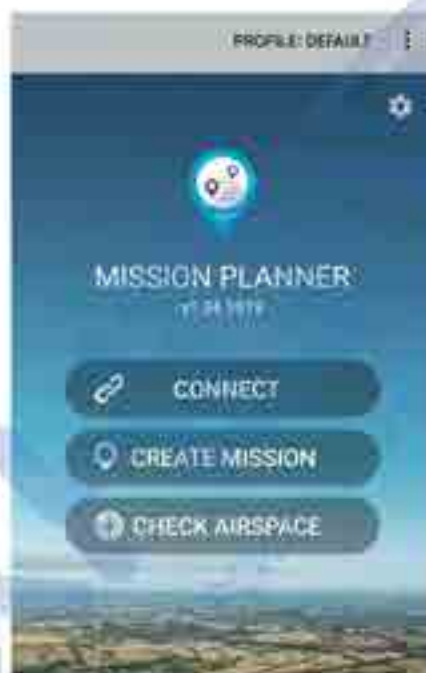 PROFILE: DEFAULT
MISSION PLANNER
CONNECT
CREATE MISSION
CHECK AIRSPACE